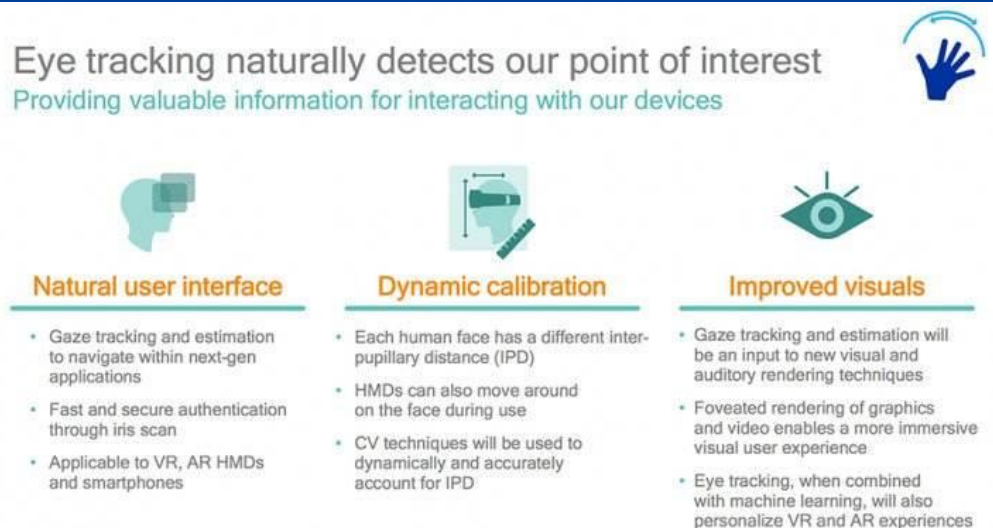 Eye tracking naturally detects our point of interest
Providing valuable information for interacting with our devices
Natural user interface
• Gaze tracking and estimation
to navigate within next-gen
applications
• Fast and secure authentication
through iris scan
• Applicable to VR, AR HMDs
and smartphones
Dynamic calibration
• Each human face has a different inter-
pupillary distance (IPD)
• HMDs can also move around
on the face during use
• CV techniques will be used to
dynamically and accurately
account for IPD
Improved visuals
• Gaze tracking and estimation will
be an input to new visual and
auditory rendering techniques
• Foveated rendering of graphics
and video enables a more immersive
visual user experience
• Eye tracking, when combined
with machine learning, will also
personalize VR and AR experiences